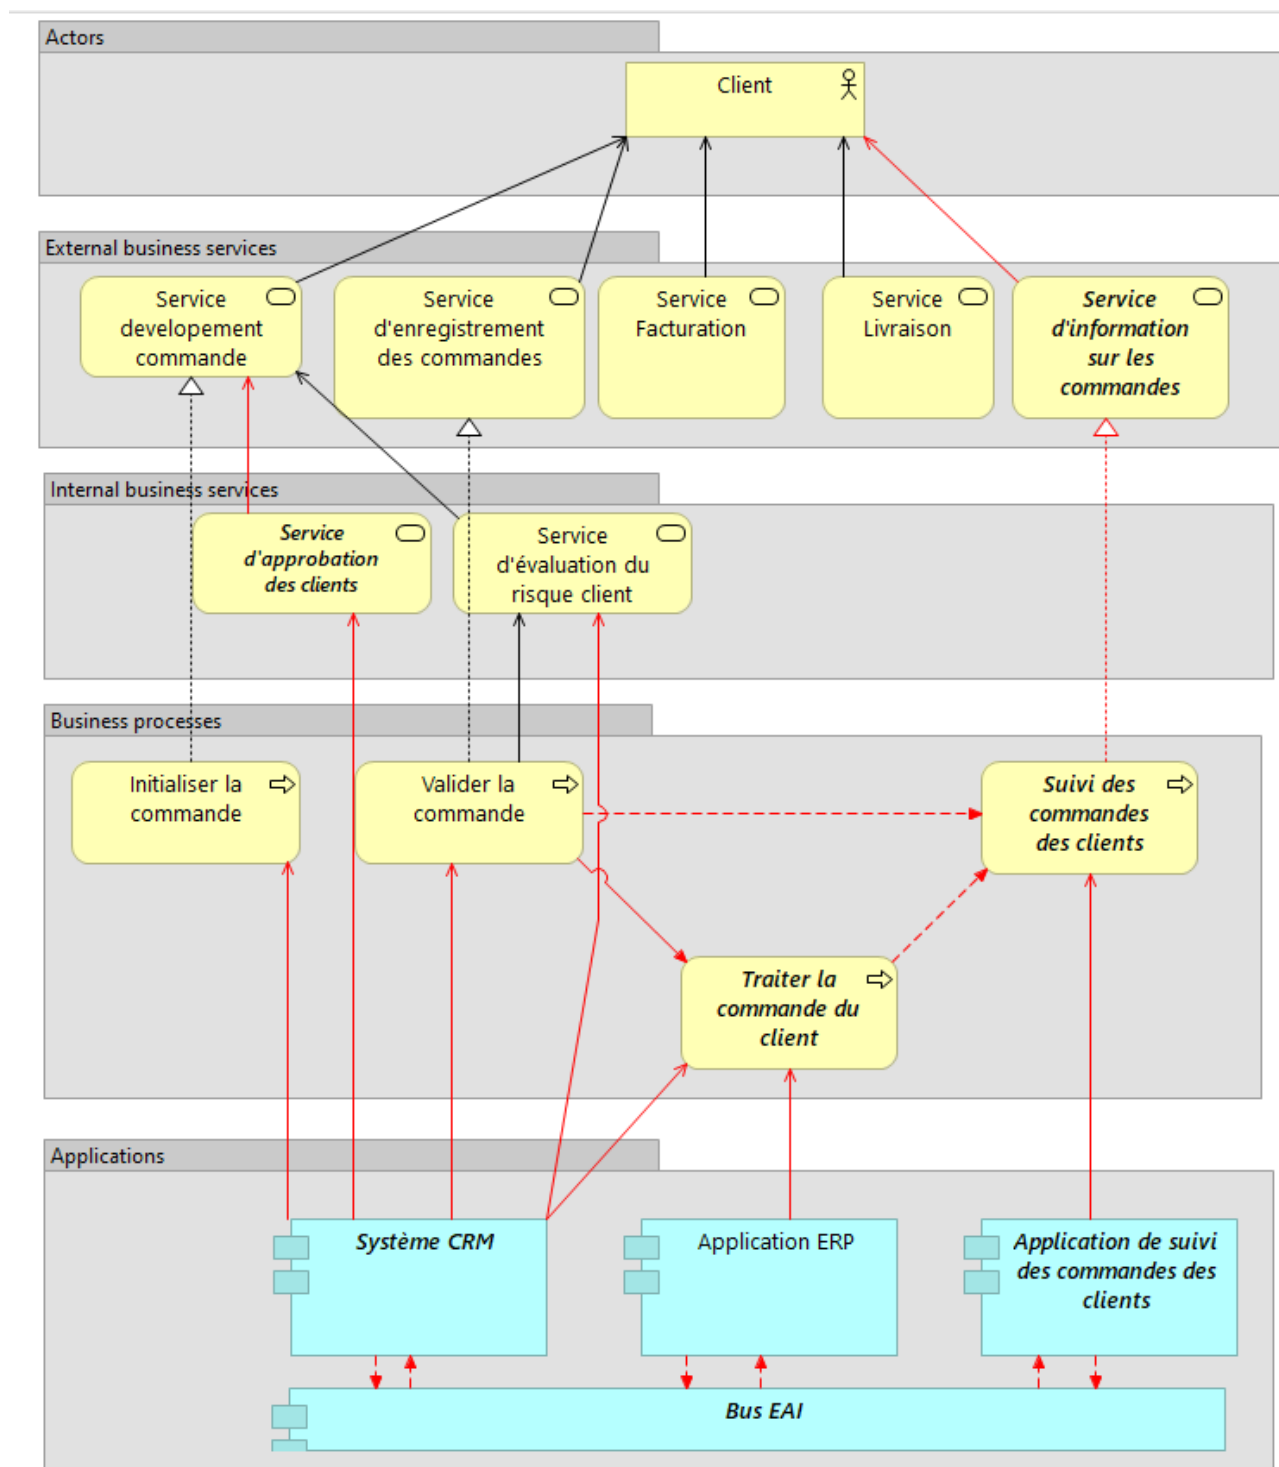 Actors
Client
External business services
Service
developement
commande
Service
d'enregistrement
des commandes
Service
Facturation
Service
Livraison
Service
d'information
sur les
commandes
Internal business services
Service
d'approbation
des clients
Service
d'évaluation du
risque client
Business processes
Initialiser la
commande
Valider la
commande
Suivi des
commandes
des clients
Traiter la
commande du
client
Applications
Système CRM
Application ERP
Application de suivi
des commandes des
clients
Bus EAI